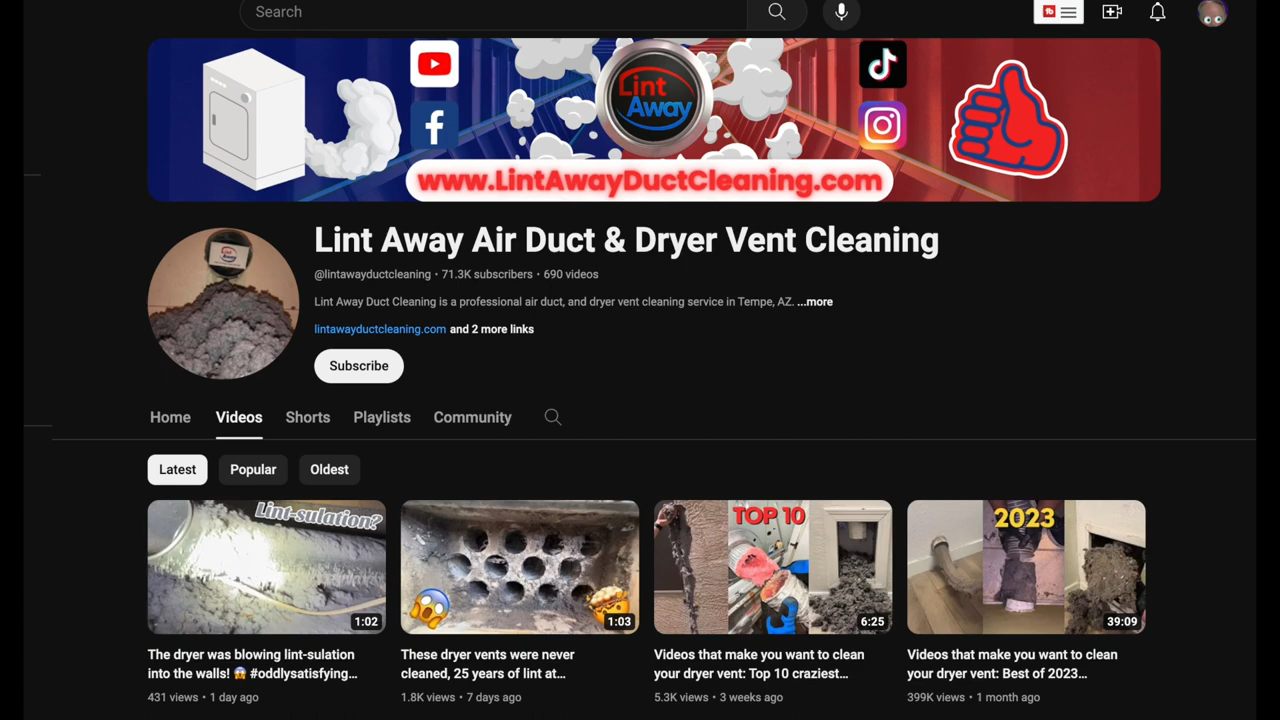 Search
Lint
Away
www.LintAwayDuctCleaning.com
Lint Away
Lint Away Air Duct & Dryer Vent Cleaning
@lintawayductcleaning • 71.3K subscribers • 690 videos
Lint Away Duct Cleaning is a professional air duct, and dryer vent cleaning service in Tempe, AZ. ...more
lintawayductcleaning.com and 2 more links
Subscribe
Home Videos Shorts Playlists Community
Latest Popular Oldest
Lint-sulation?
1:02
1:03
TOP 10
6:25
2023
39:09
The dryer was blowing lint-sulation
into the walls! 😱 #oddlysatisfying...
431 views • 1 day ago
These dryer vents were never
cleaned, 25 years of lint at...
1.8K views • 7 days ago
Videos that make you want to clean
your dryer vent: Top 10 craziest...
5.3K views • 3 weeks ago
Videos that make you want to clean
your dryer vent: Best of 2023...
399K views • 1 month ago